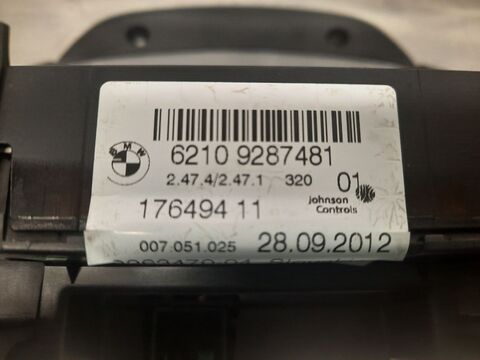 BMW
6210 9287481
2.47.4/2.47.1 320 01
Johnson Controls
176494 11
007.051.025 28.09.2012